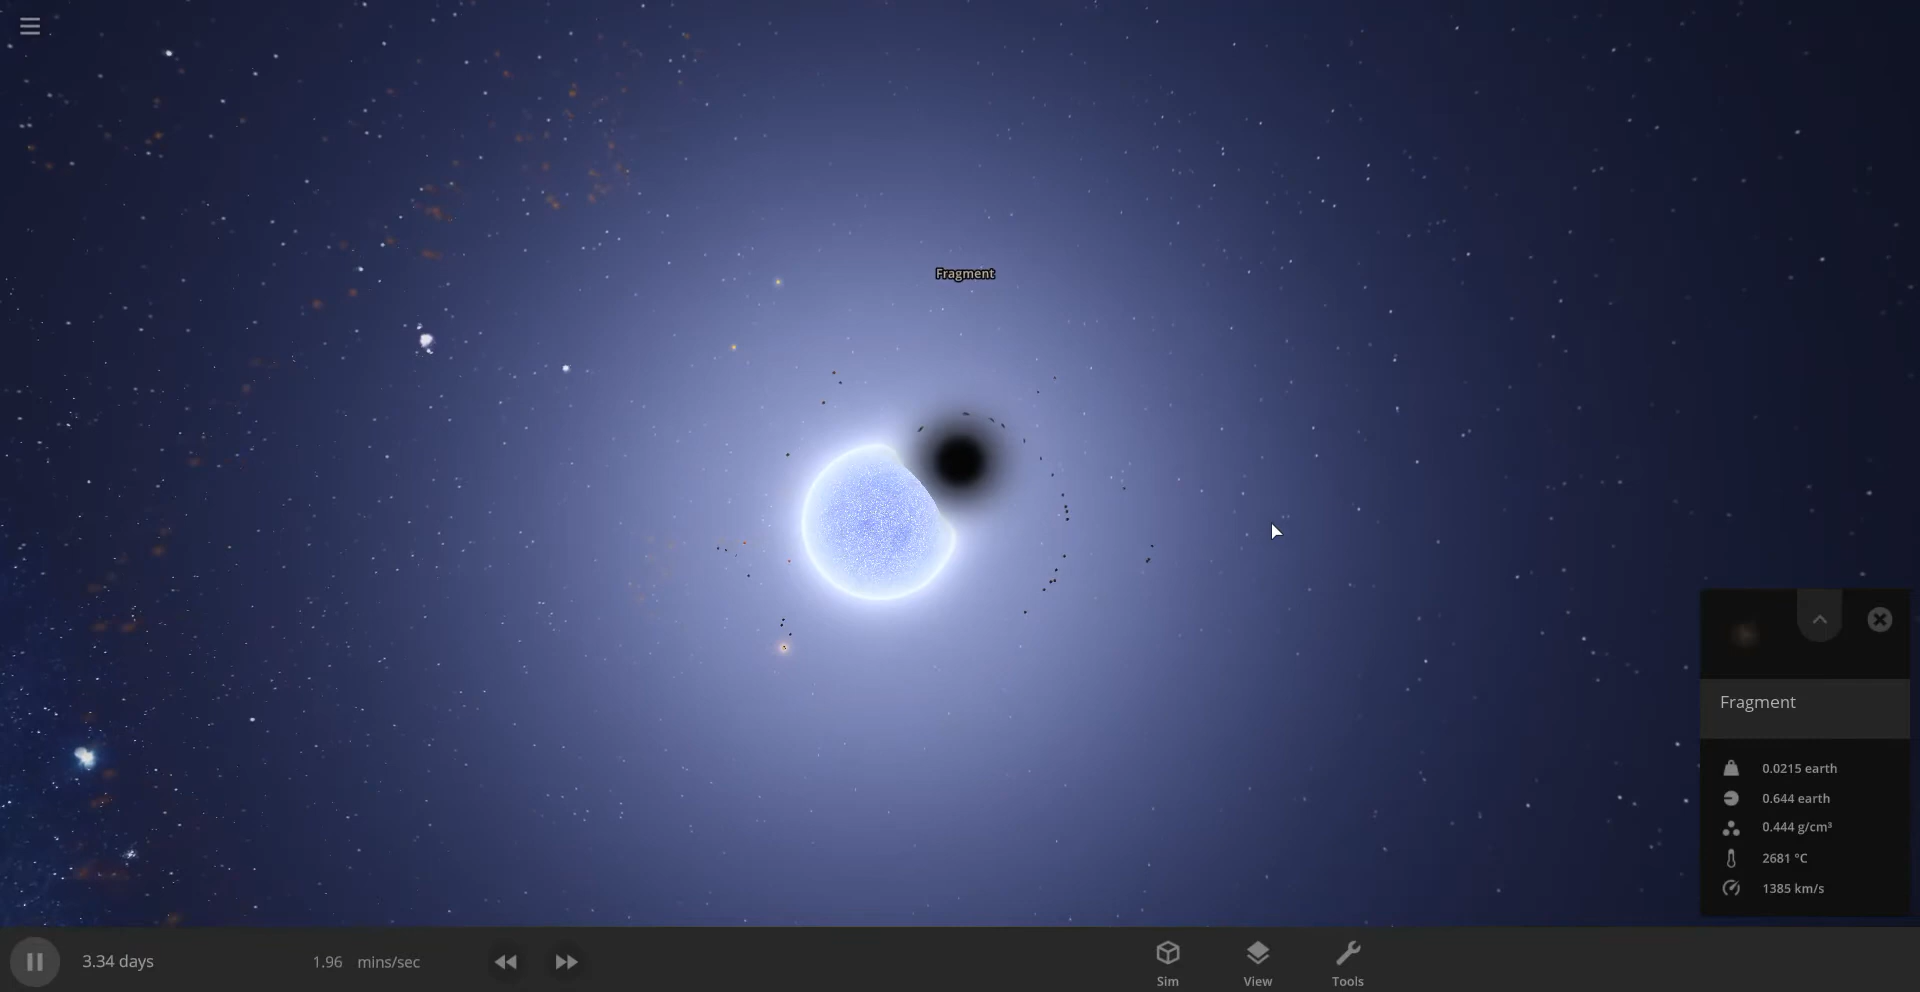 Fragment
Fragment
0.0215 earth
0.644 earth
0.444 g/cm³
2681 °C
1385 km/s
3.34 days
1.96 mins/sec
Sim
View
Tools